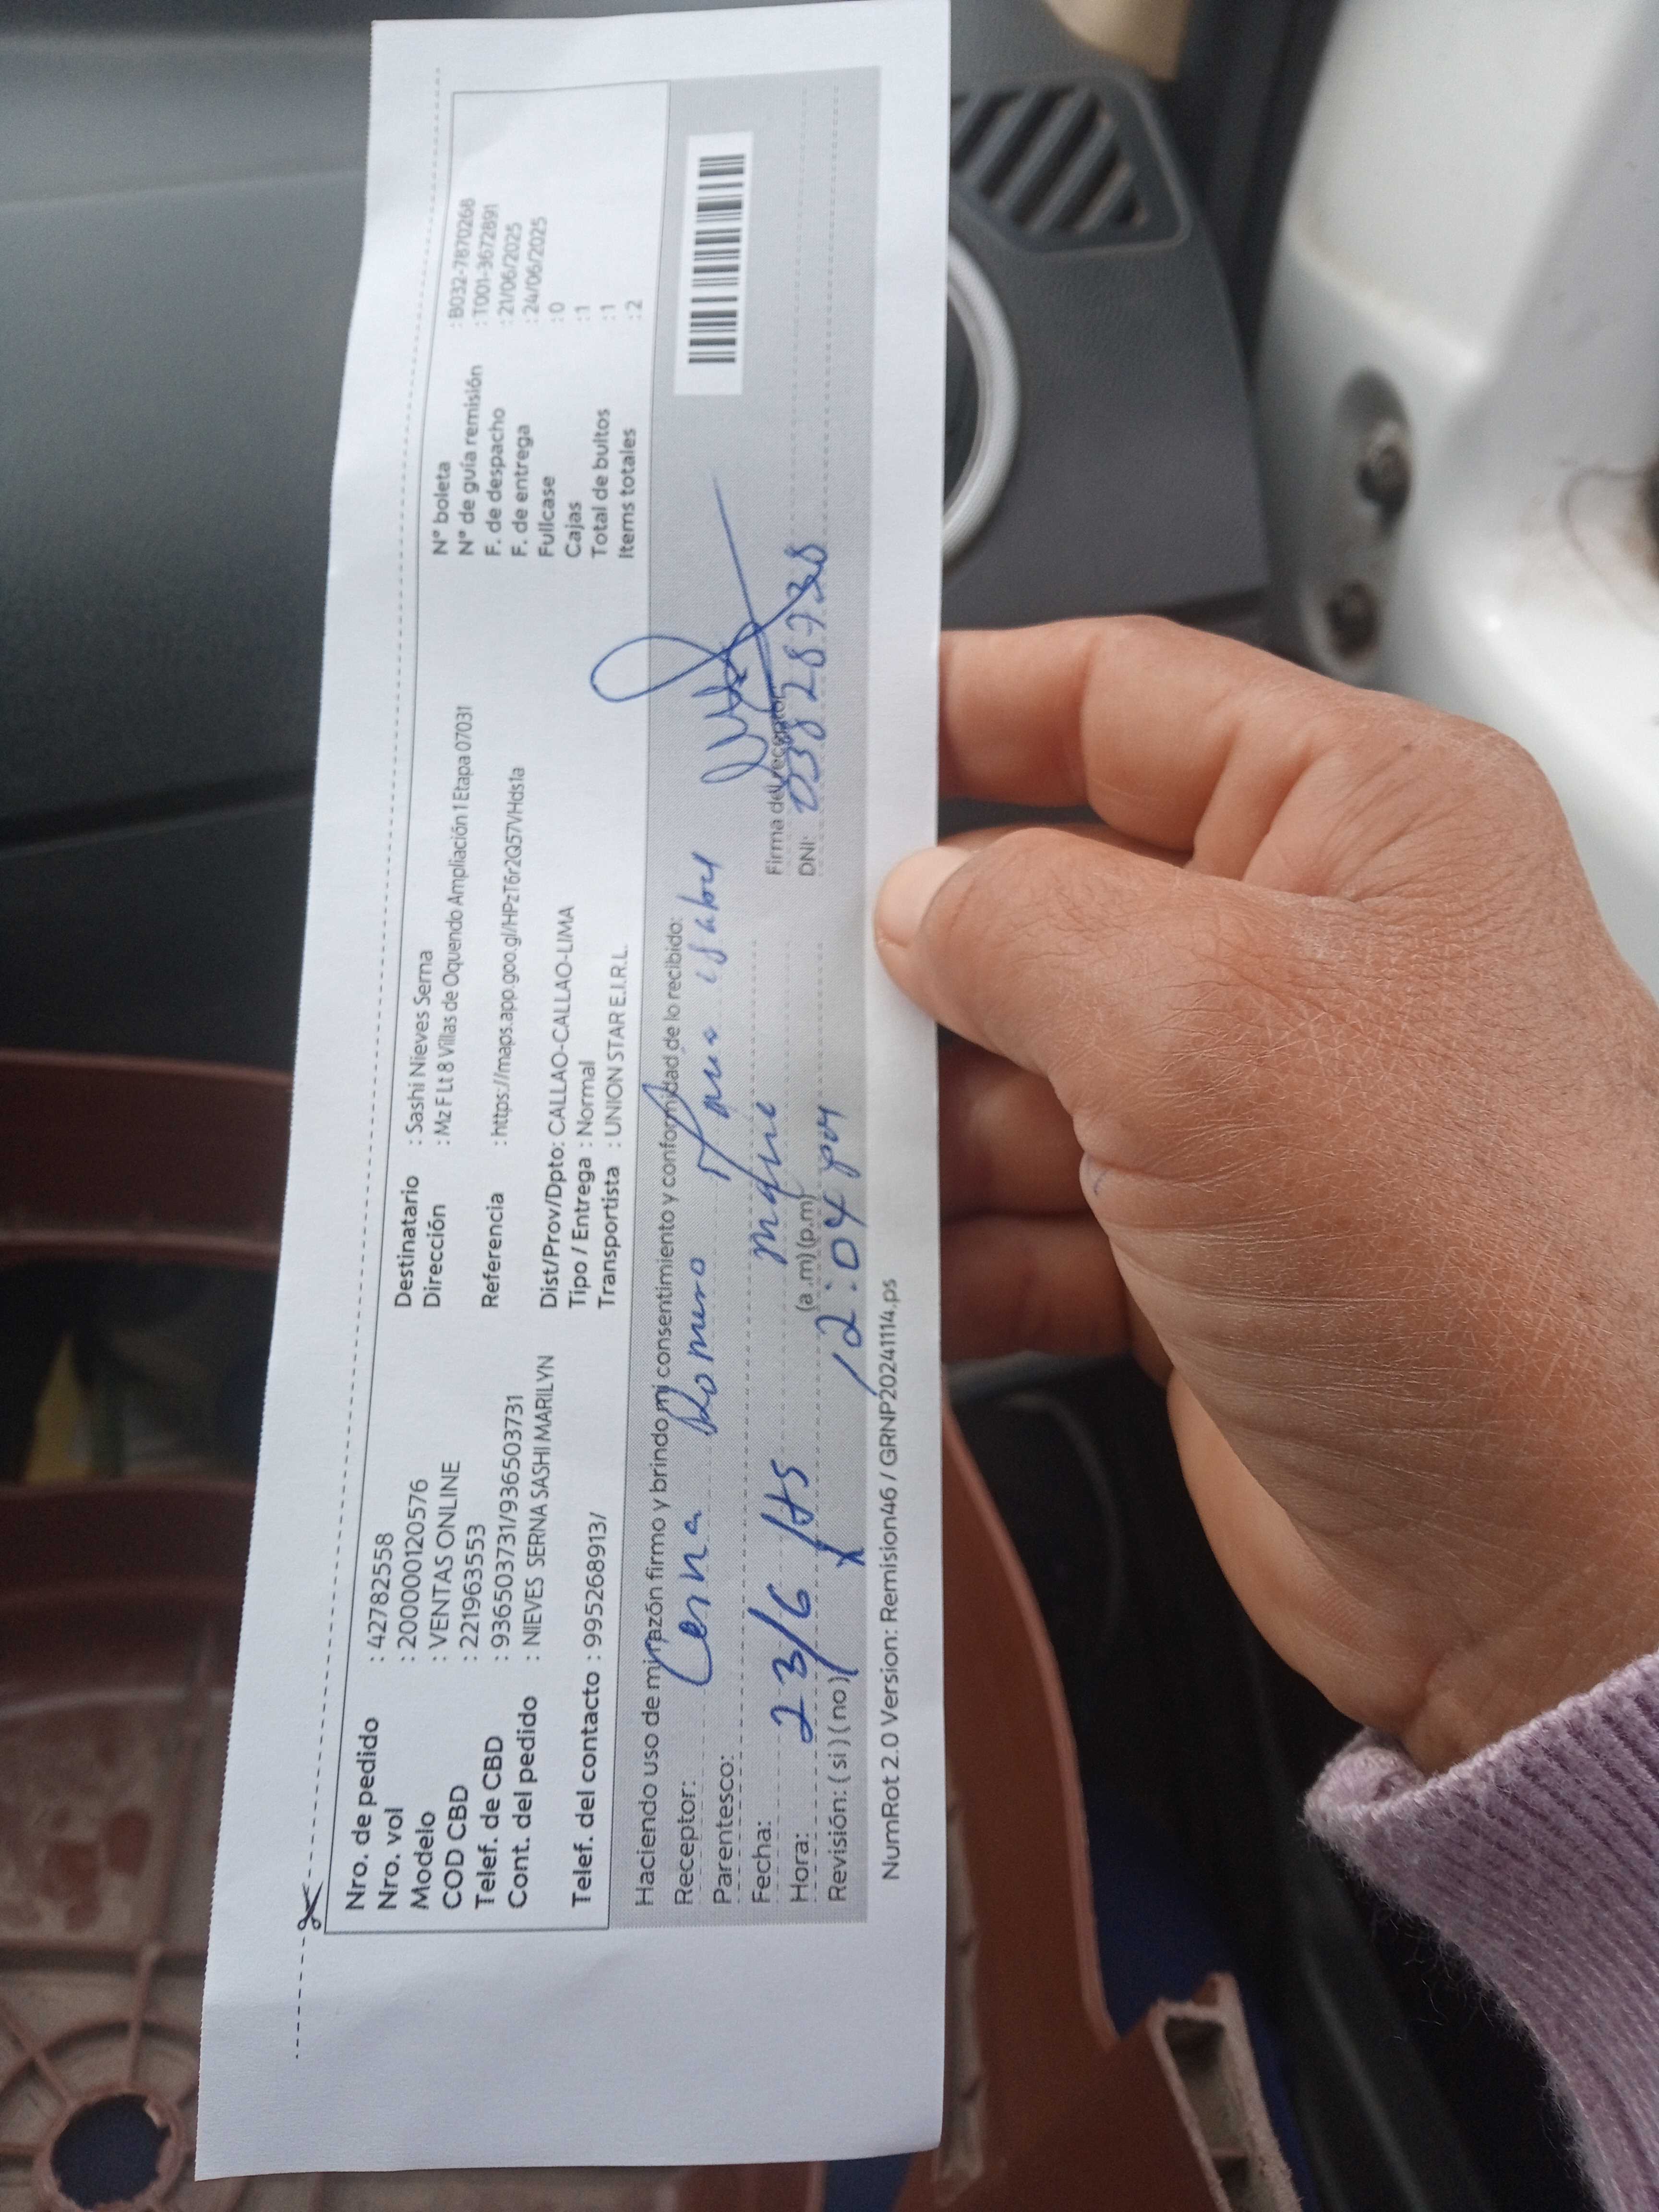 Nro. de pedido : 42782558
Nro. vol : 200000120576
Modelo : VENTAS ONLINE
COD CBD : 221963553
Telef. de CBD : 936503731/936503731
Cont. del pedido : NIEVES SERNA SASHI MARILYN
Telef. del contacto : 995268913/
Destinatario : Sashi Nieves Serna
Dirección : Mz F Lt 8 Villas de Oquendo Ampliación 1 Etapa 07031
Referencia : https://maps.app.goo.gl/HPzT6r2Q57VHds1a
Dist/Prov/Dpto: CALLAO-CALLAO-LIMA
Tipo / Entrega : Normal
Transportista : UNION STAR E.I.R.L.
N° boleta : B032-7870268
N° de guía remisión : T001-3672891
F. de despacho : 21/06/2025
F. de entrega : 24/06/2025
Fullcase : 0
Cajas : 1
Total de bultos : 1
Items totales : 2
Haciendo uso de mi razón firmo y brindo mi consentimiento y conformidad de lo recibido:
Receptor: Cerna Romero
Parentesco:
Fecha: 23/6
Hora: (a .m) (p.m) 12:04 pm
Revisión: ( si ) ( no )
Firma del receptor
DNI:
NumRot 2.0 Version: Remision46 / GRNP20241114.ps